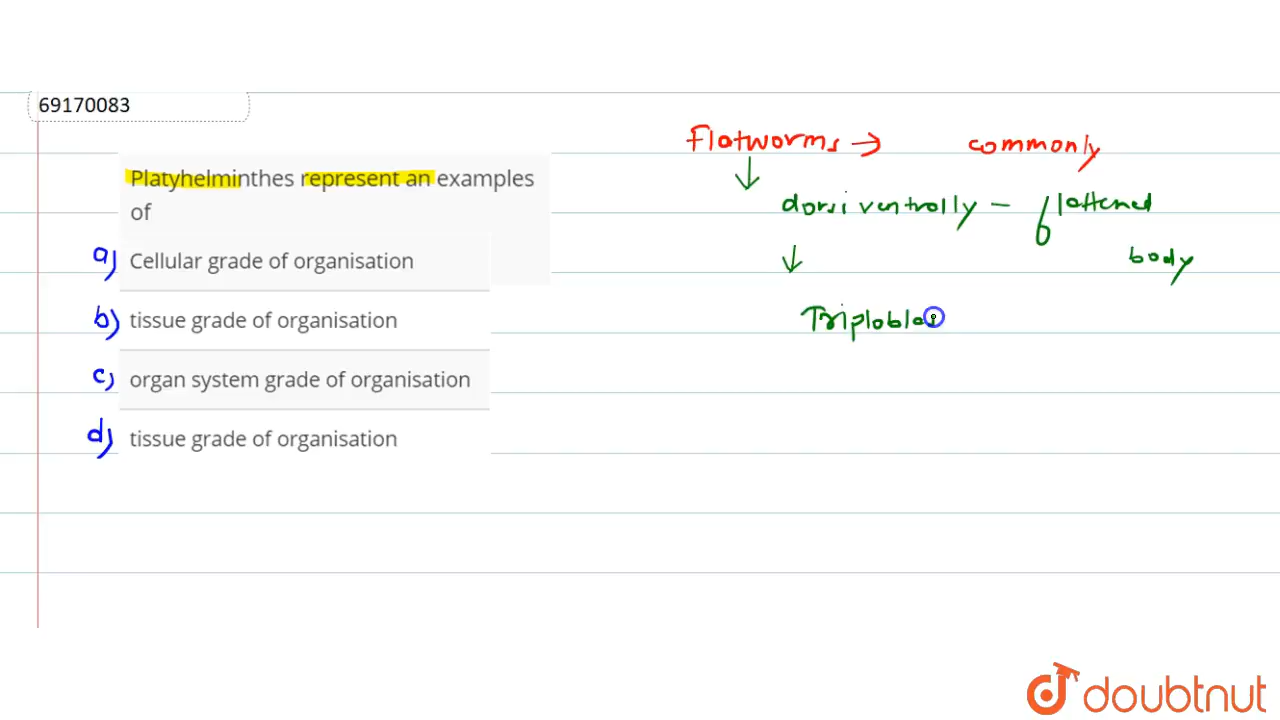 69170083
Platyhelminthes represent an examples
of
a) Cellular grade of organisation
b) tissue grade of organisation
c) organ system grade of organisation
d) tissue grade of organisation
Flatworms → commonly
↓
dorsiventrally – flattened
body
↓
Triploblas
doubtnut